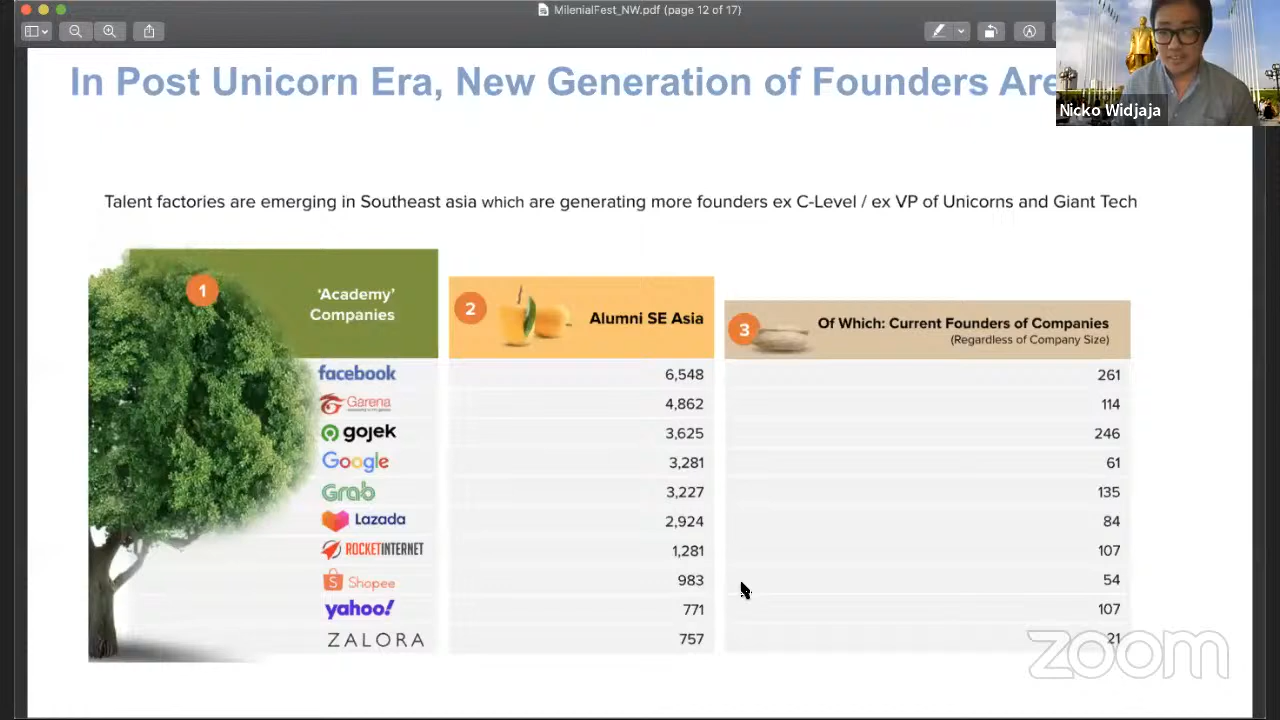 MilenialFest_NW.pdf (page 12 of 17)
In Post Unicorn Era, New Generation of Founders Are
Nicko Widjaja
Talent factories are emerging in Southeast asia which are generating more founders ex C-Level / ex VP of Unicorns and Giant Tech
1
'Academy'
Companies
2
Alumni SE Asia
3
Of Which: Current Founders of Companies
(Regardless of Company Size)
facebook 6,548 261
Garena 4,862 114
gojek 3,625 246
Google 3,281 61
Grab 3,227 135
Lazada 2,924 84
ROCKET INTERNET 1,281 107
Shopee 983 54
yahoo! 771 107
ZALORA 757 21
zoom